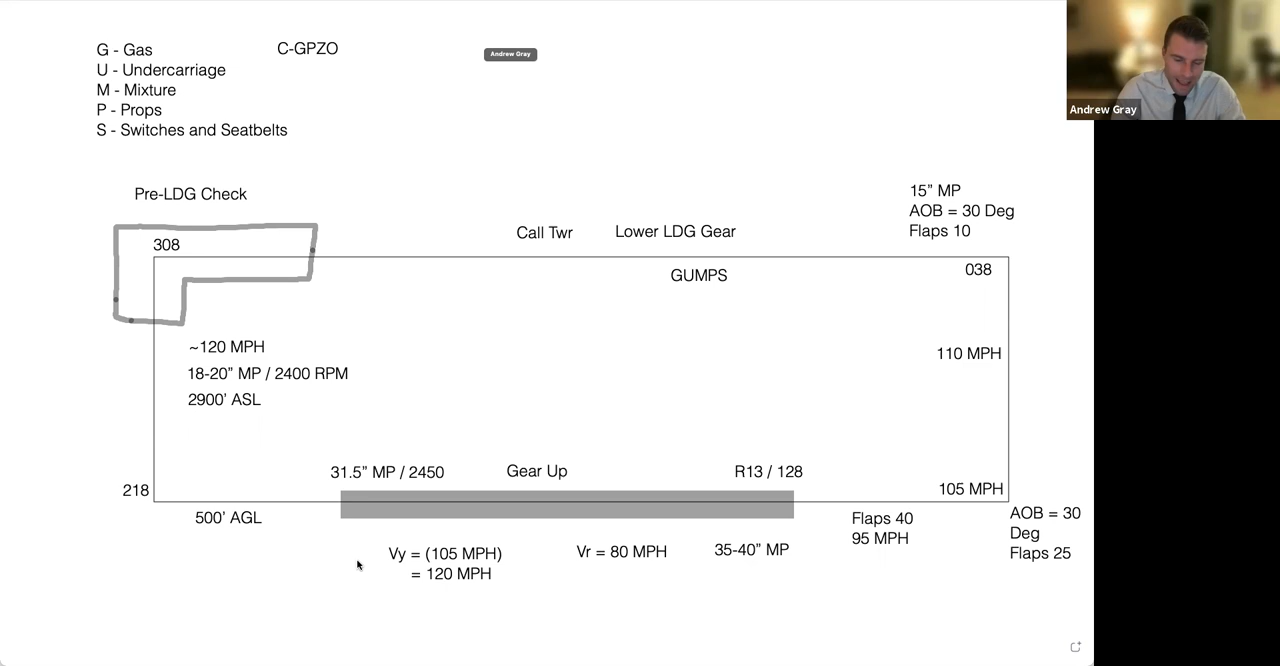 G - Gas
C-GPZO
Andrew Gray
U - Undercarriage
M - Mixture
P - Props
S - Switches and Seatbelts
Andrew Gray
Pre-LDG Check
15” MP
AOB = 30 Deg
Flaps 10
308
Call Twr
Lower LDG Gear
GUMPS
038
~120 MPH
18-20” MP / 2400 RPM
2900’ ASL
110 MPH
31.5” MP / 2450
Gear Up
R13 / 128
218
105 MPH
500’ AGL
Flaps 40
95 MPH
AOB = 30
Deg
Flaps 25
Vy = (105 MPH)
= 120 MPH
Vr = 80 MPH
35-40” MP